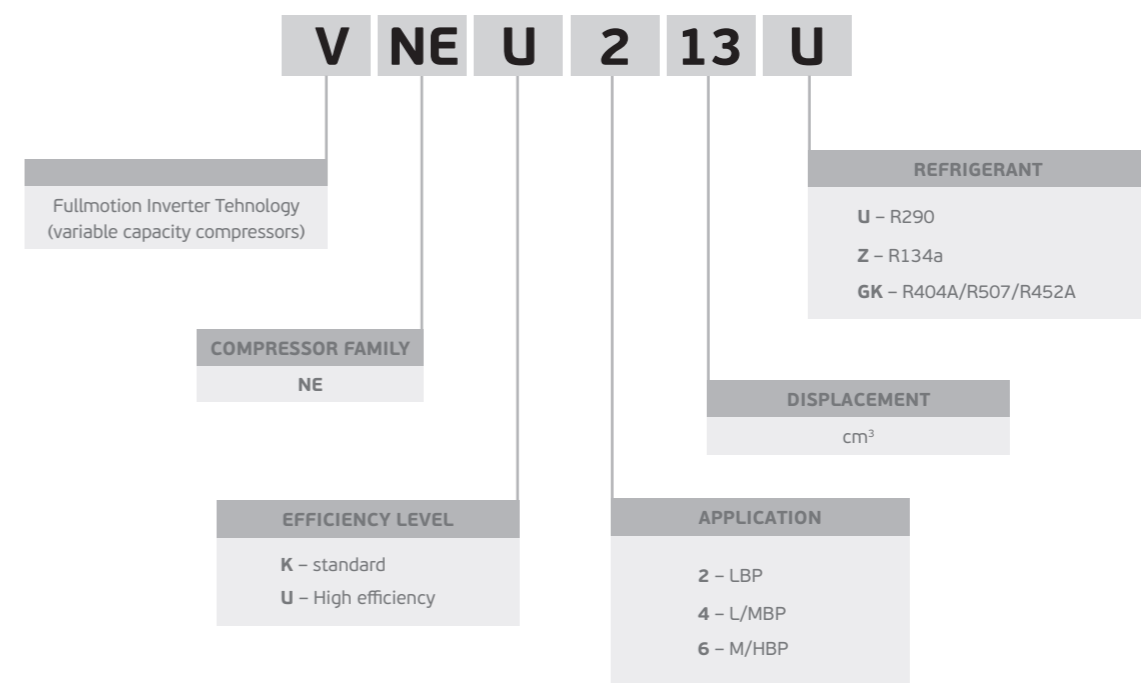 V NE U 2 13 U
Fullmotion Inverter Tehnology
(variable capacity compressors)
REFRIGERANT
U – R290
Z – R134a
GK – R404A/R507/R452A
COMPRESSOR FAMILY
NE
DISPLACEMENT
cm³
EFFICIENCY LEVEL
K – standard
U – High efficiency
APPLICATION
2 – LBP
4 – L/MBP
6 – M/HBP